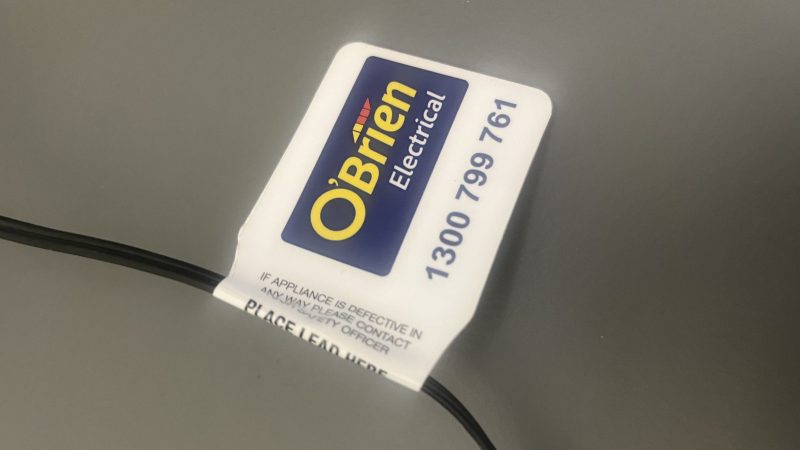 O'Brien
Electrical
1300 799 761
IF APPLIANCE IS DEFECTIVE IN
ANY WAY PLEASE CONTACT
SAFETY OFFICER
PLACE LEAD HERE